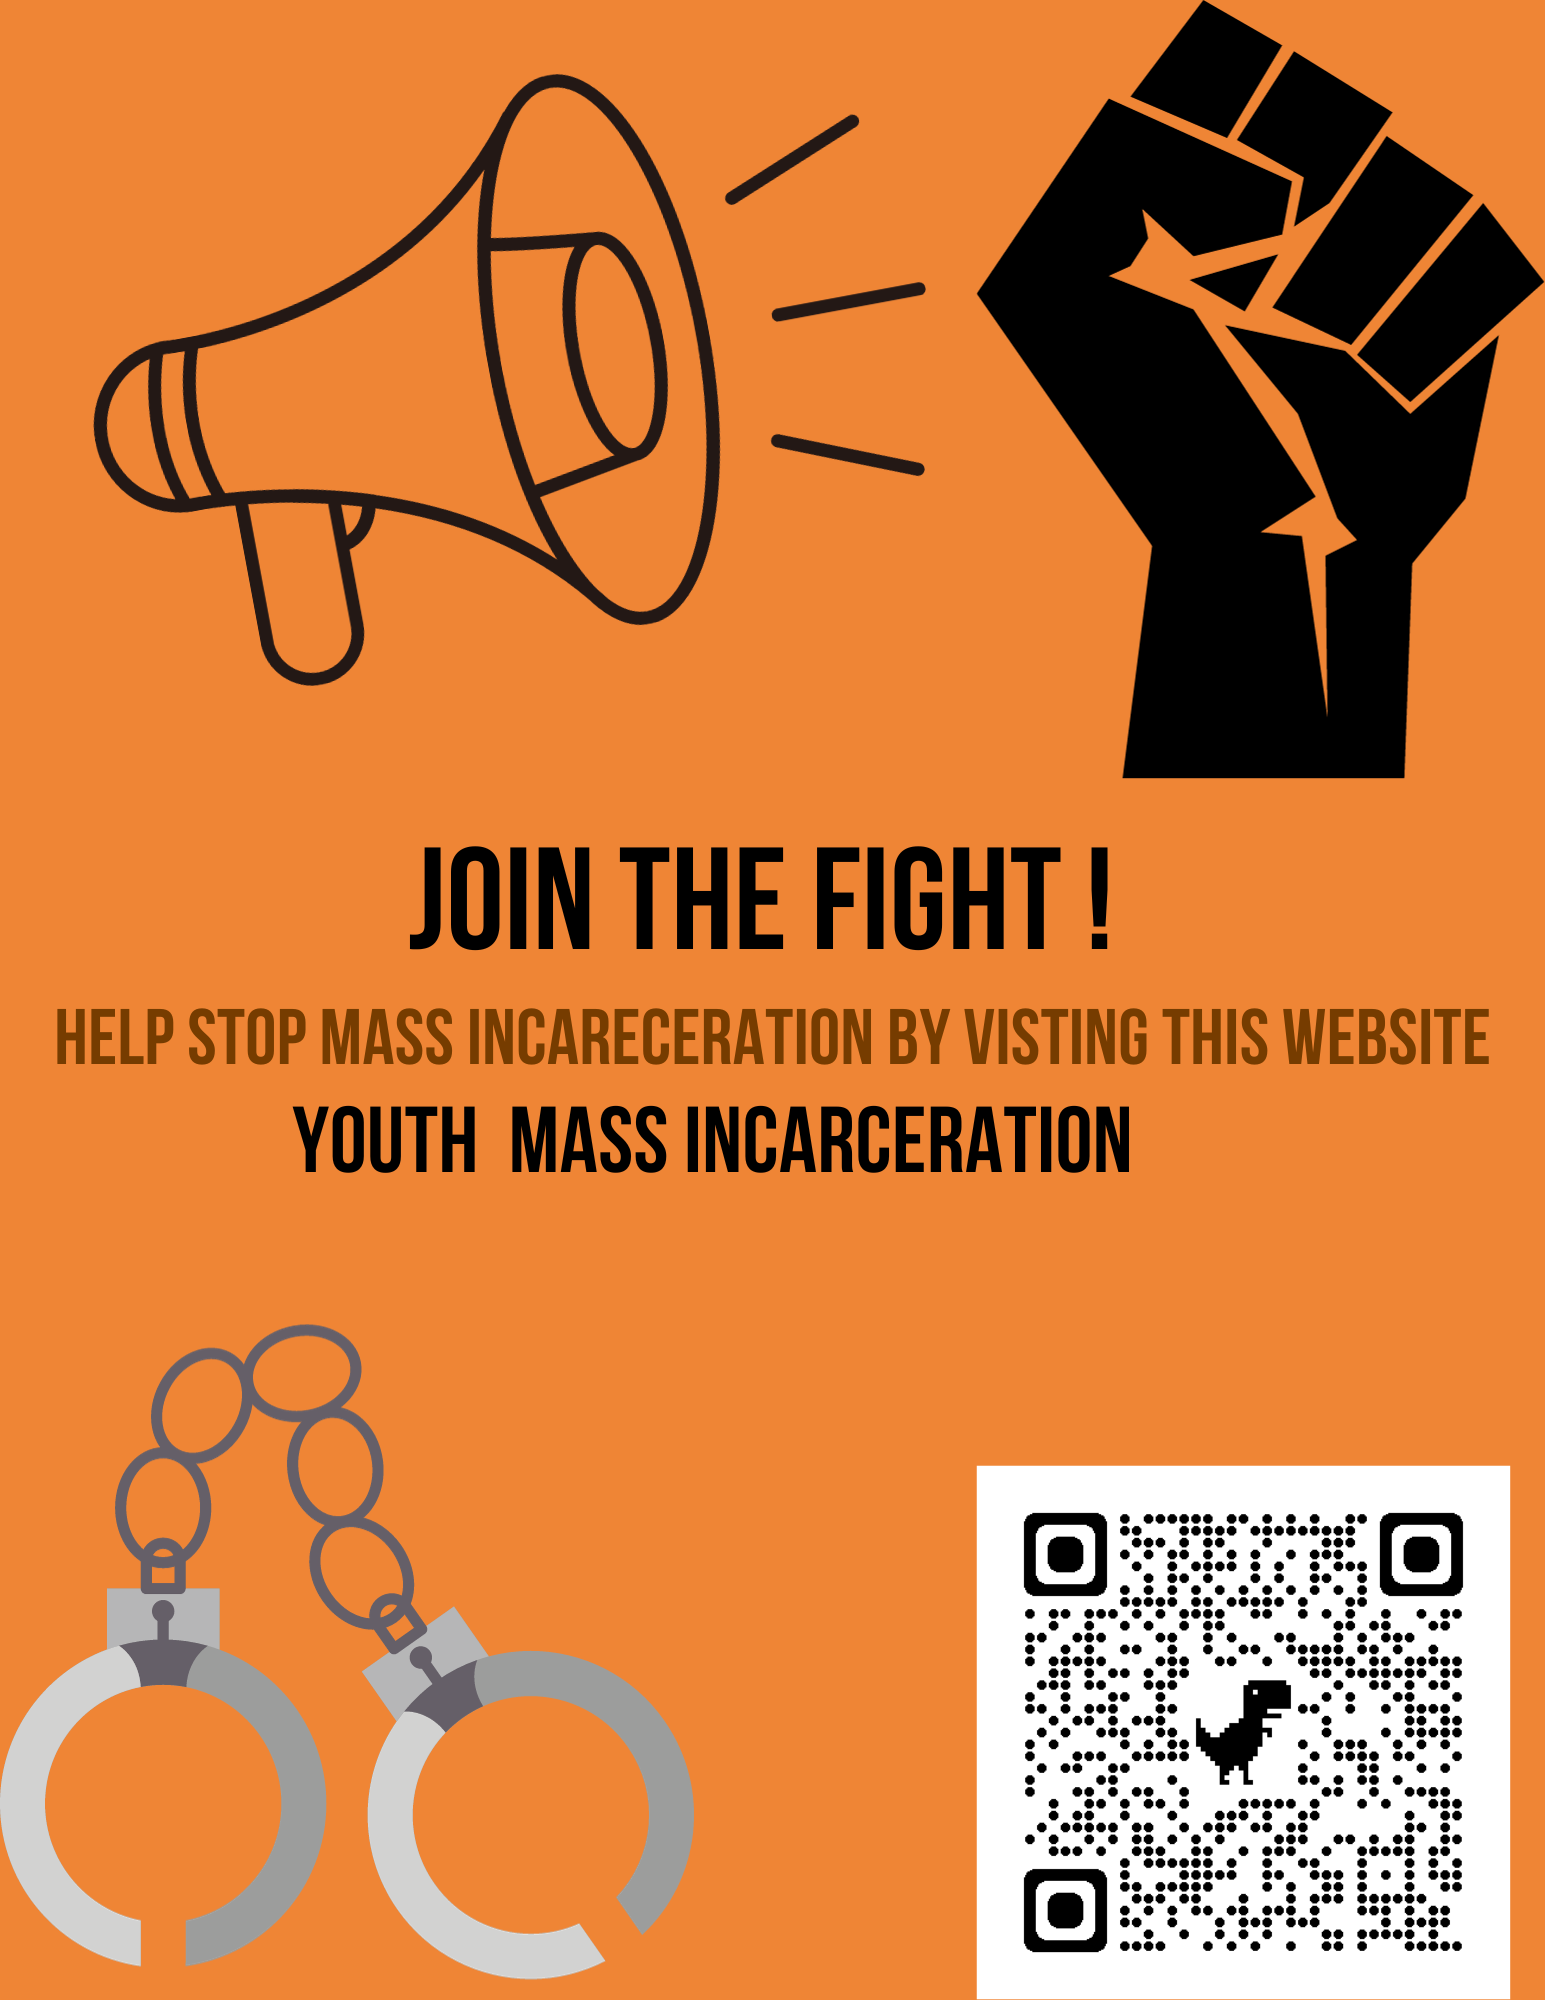 JOIN THE FIGHT !
HELP STOP MASS INCARECERATION BY VISTING THIS WEBSITE
YOUTH  MASS INCARCERATION